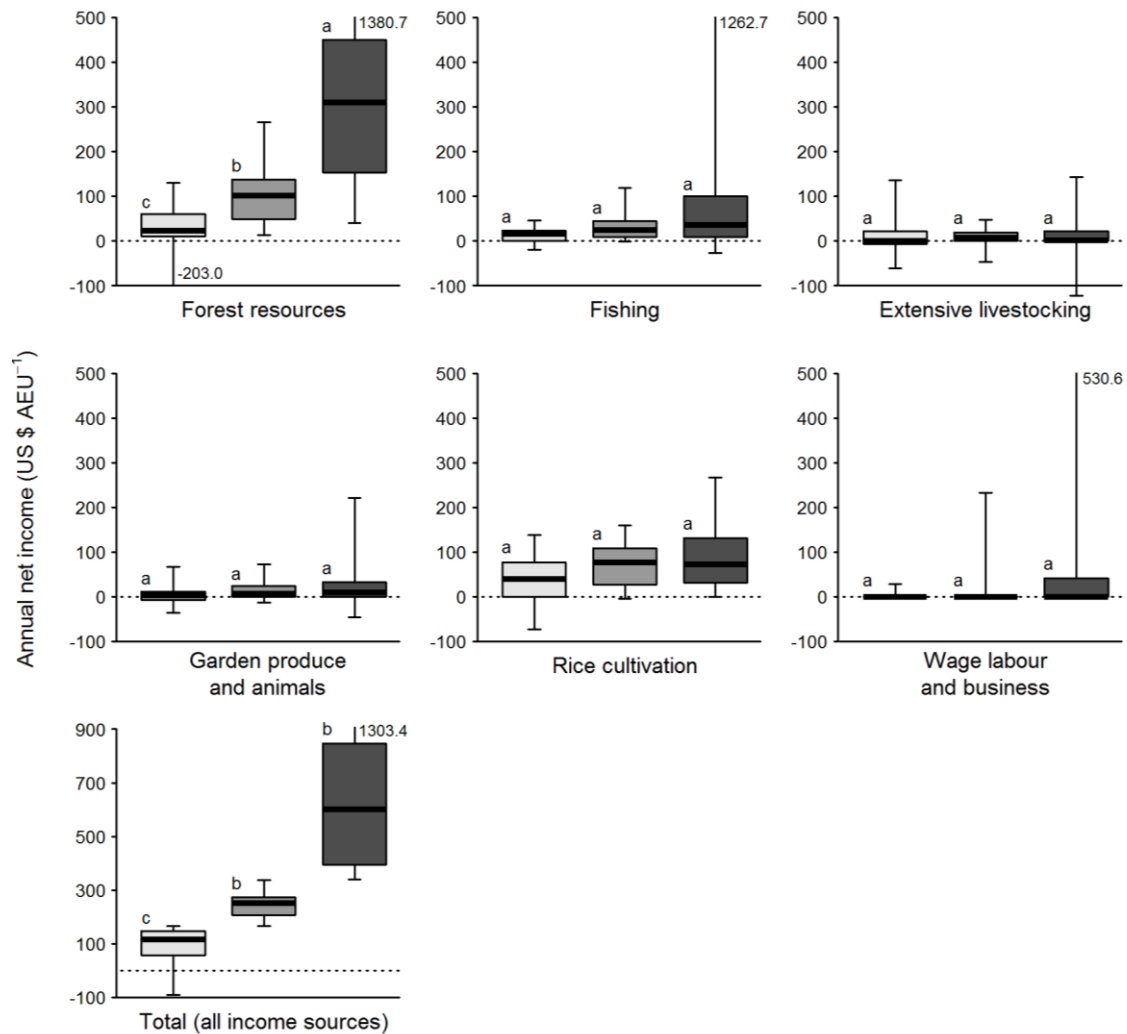 Annual net income (US $ AEU⁻¹)
500
400
300
200
100
0
-100
c
b
a
1380.7
-203.0
Forest resources
500
400
300
200
100
0
-100
a
a
a
1262.7
Fishing
500
400
300
200
100
0
-100
a
a
a
Extensive livestocking
500
400
300
200
100
0
-100
a
a
a
Garden produce
and animals
500
400
300
200
100
0
-100
a
a
a
Rice cultivation
500
400
300
200
100
0
-100
a
a
a
530.6
Wage labour
and business
900
700
500
300
100
-100
c
b
b
1303.4
Total (all income sources)